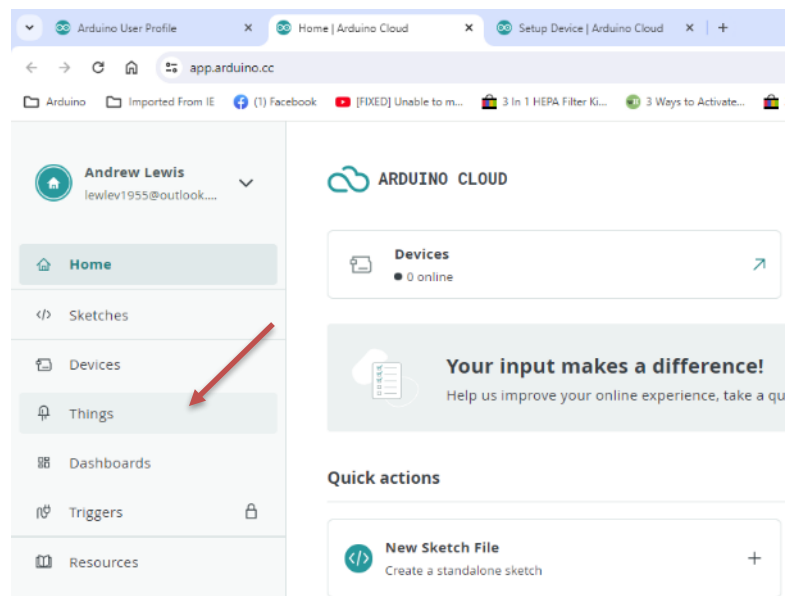 Arduino User Profile
Home | Arduino Cloud
Setup Device | Arduino Cloud
app.arduino.cc
Arduino
Imported From IE
(1) Facebook
[FIXED] Unable to m...
3 In 1 HEPA Filter Ki...
3 Ways to Activate...
Andrew Lewis
lewlev1955@outlook....
Home
Sketches
Devices
Things
Dashboards
Triggers
Resources
ARDUINO CLOUD
Devices
0 online
Your input makes a difference!
Help us improve your online experience, take a qu
Quick actions
New Sketch File
Create a standalone sketch